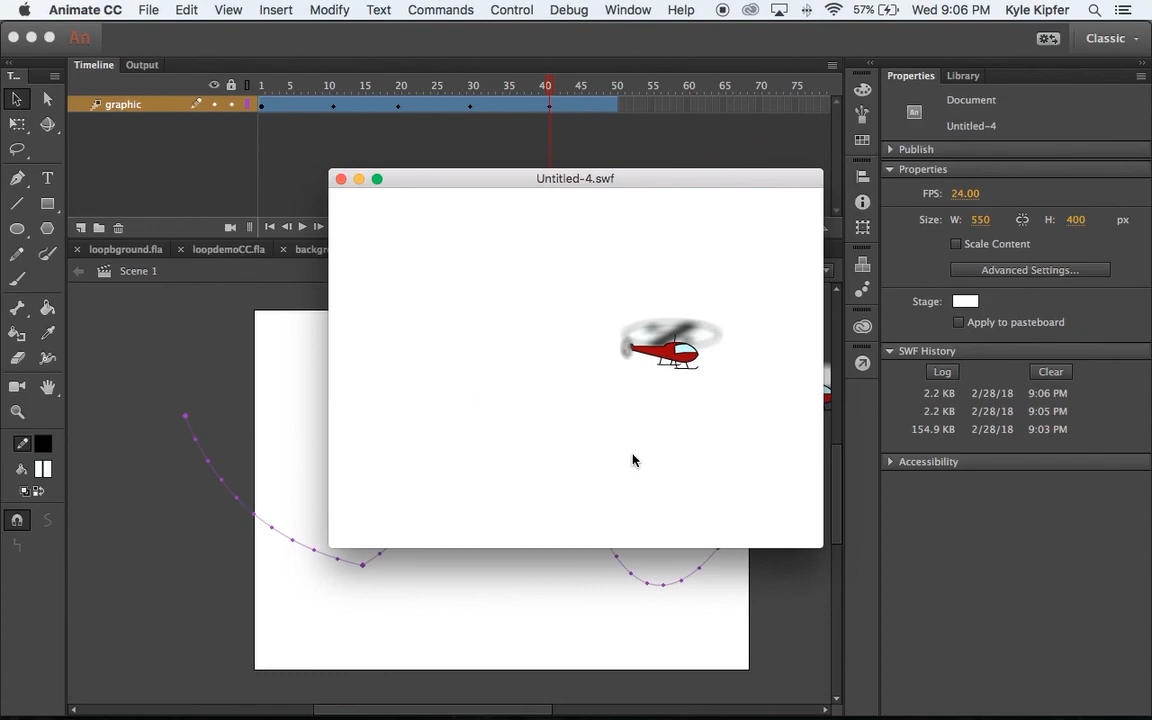 Animate CC File Edit View Insert Modify Text Commands Control Debug Window Help 57% Wed 9:06 PM Kyle Kipfer
An Classic
T... Timeline Output Properties Library
1 5 10 15 20 25 30 35 40 45 50 55 60 65 70 75
graphic
Document
An
Untitled-4
Publish
Properties
Untitled-4.swf
FPS: 24.00
Size: W: 550 H: 400 px
loopbground.fla loopdemoCC.fla backg
Scale Content
Scene 1
Advanced Settings...
Stage:
Apply to pasteboard
SWF History
Log Clear
2.2 KB 2/28/18 9:06 PM
2.2 KB 2/28/18 9:05 PM
154.9 KB 2/28/18 9:03 PM
Accessibility